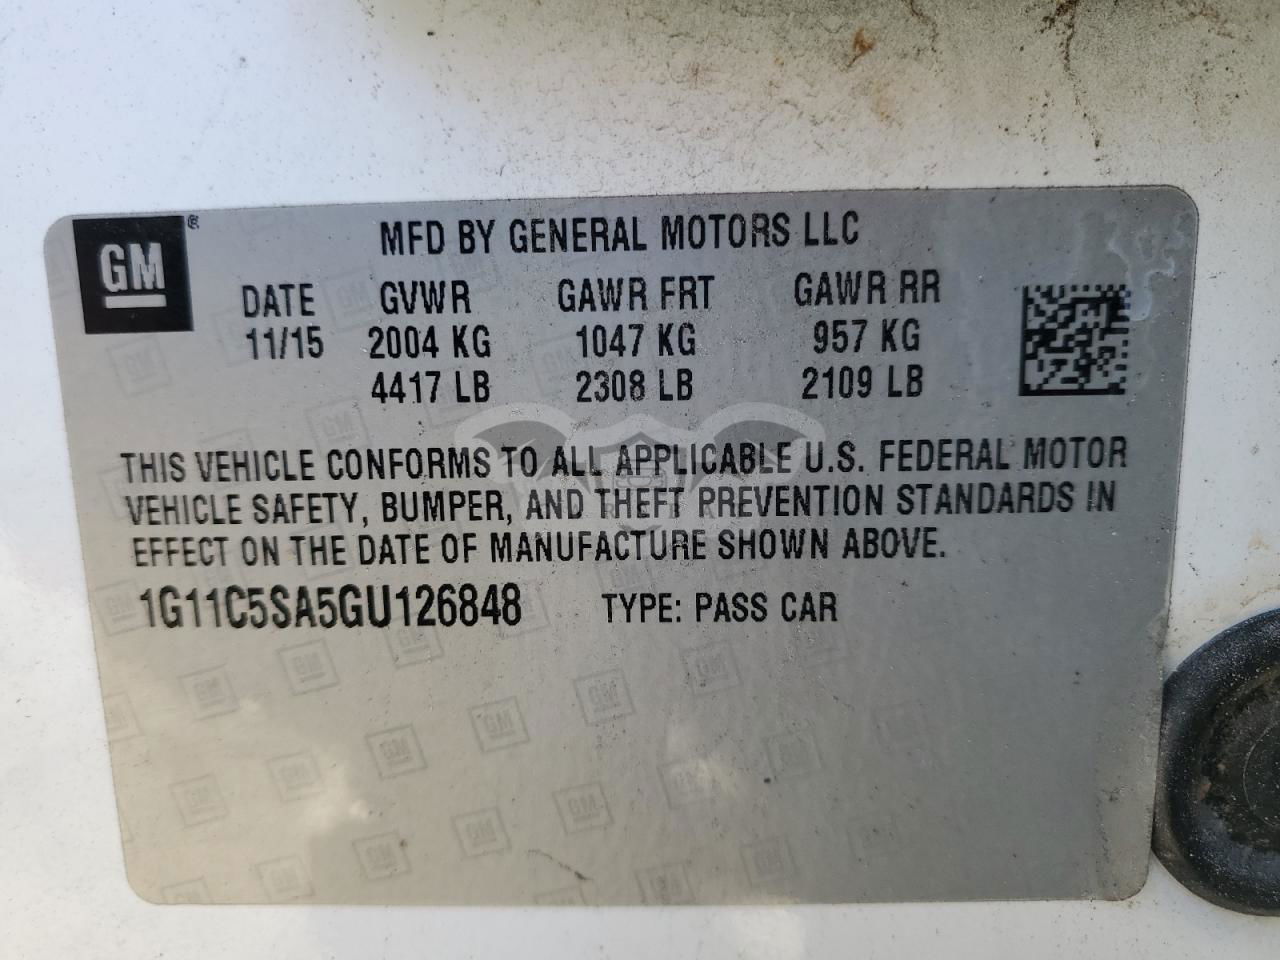 GM ®
MFD BY GENERAL MOTORS LLC
DATE GVWR GAWR FRT GAWR RR
11/15 2004 KG 1047 KG 957 KG
4417 LB 2308 LB 2109 LB
THIS VEHICLE CONFORMS TO ALL APPLICABLE U.S. FEDERAL MOTOR
VEHICLE SAFETY, BUMPER, AND THEFT PREVENTION STANDARDS IN
EFFECT ON THE DATE OF MANUFACTURE SHOWN ABOVE.
1G11C5SA5GU126848 TYPE: PASS CAR